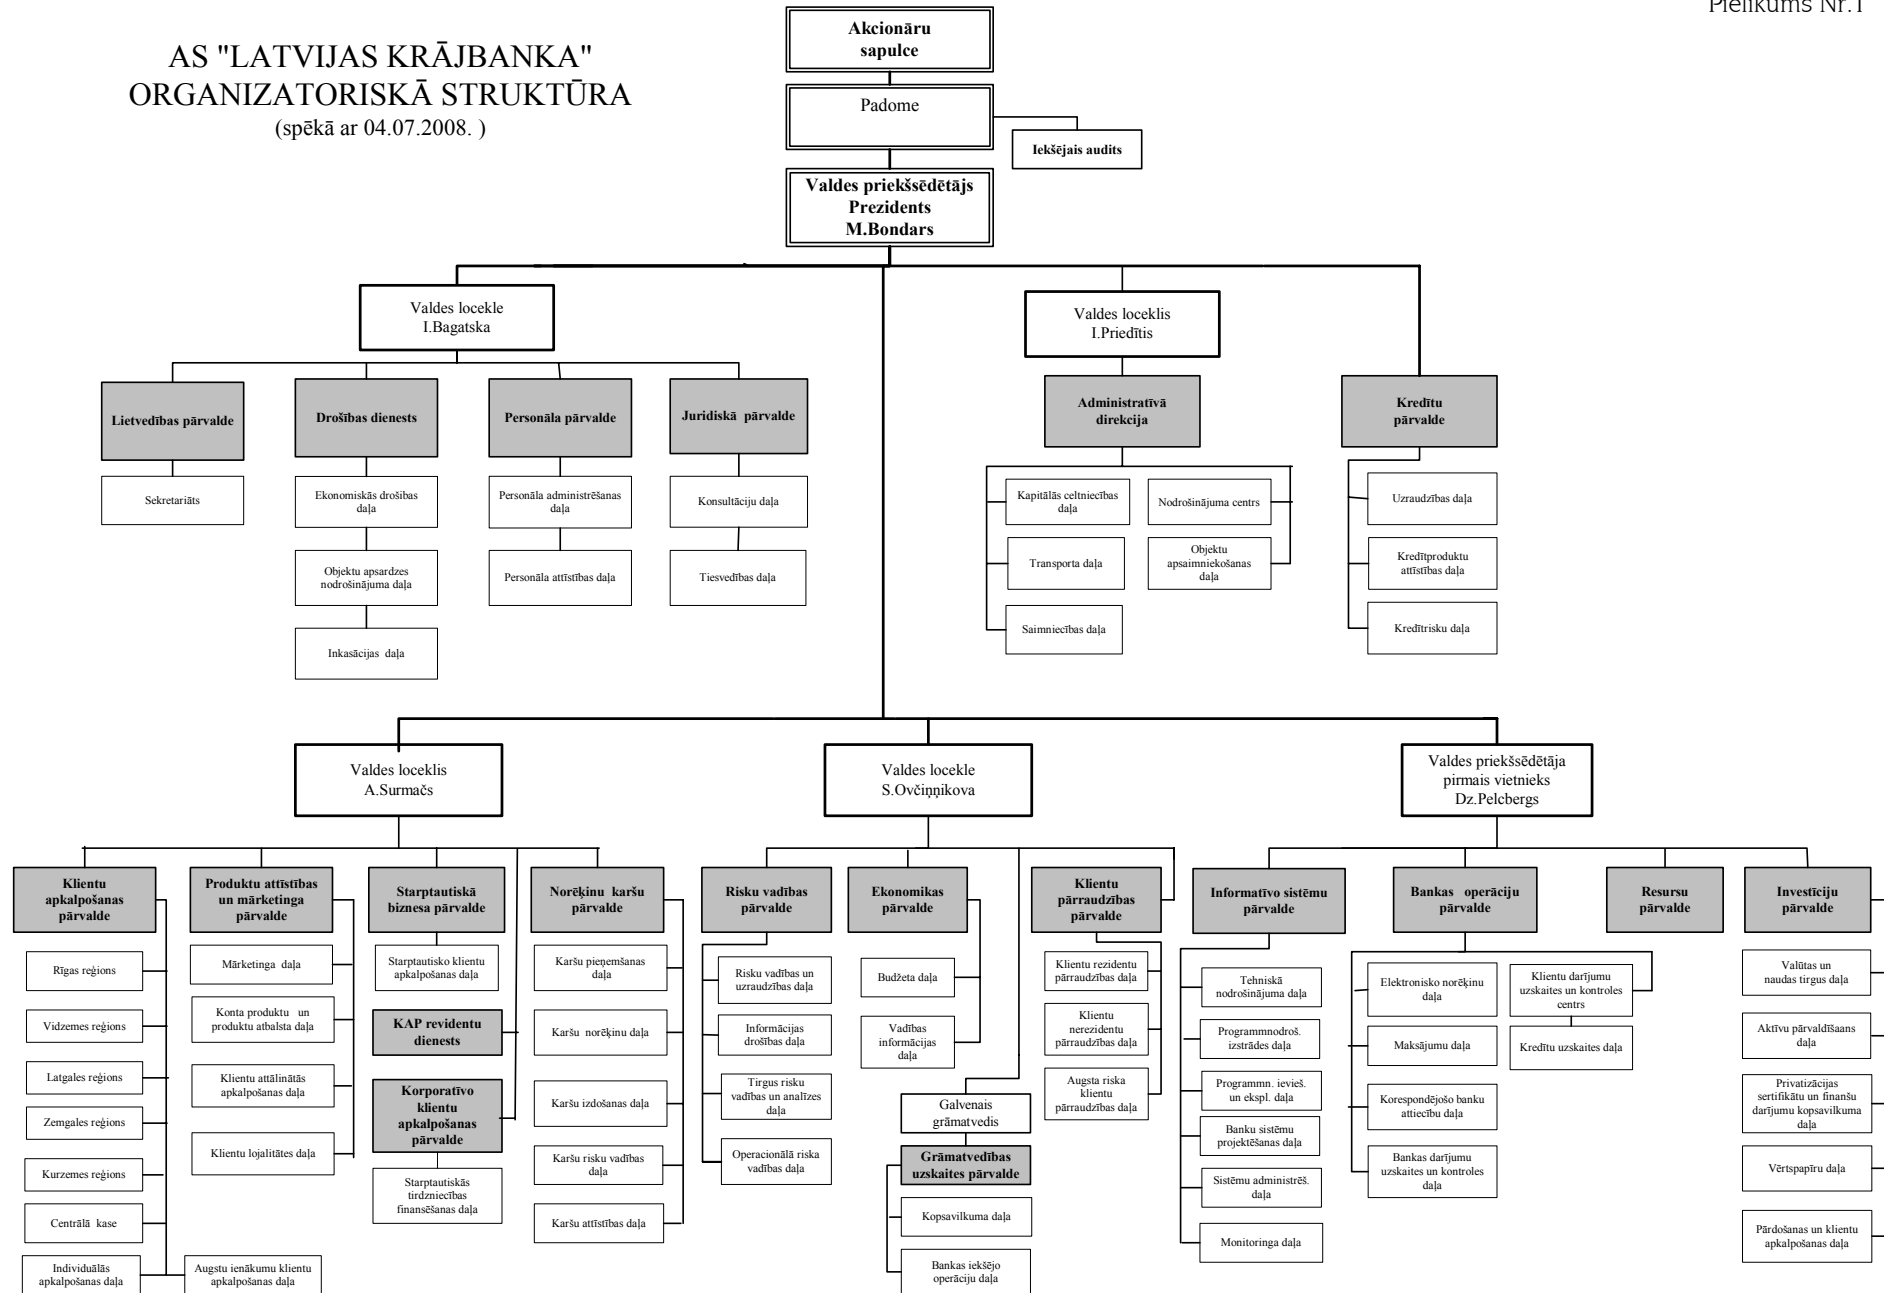 Pielikums Nr.1
AS "LATVIJAS KRĀJBANKA"
ORGANIZATORISKĀ STRUKTŪRA
(spēkā ar 04.07.2008. )
Akcionāru
sapulce
Padome
Iekšējais audits
Valdes priekšsēdētājs
Prezidents
M.Bondars
Valdes locekle
I.Bagatska
Valdes loceklis
I.Priedītis
Lietvedības pārvalde
Drošības dienests
Personāla pārvalde
Juridiskā pārvalde
Administratīvā
direkcija
Kredītu
pārvalde
Sekretariāts
Ekonomiskās drošibas
daļa
Objektu apsardzes
nodrošinājuma daļa
Inkasācijas daļa
Personāla administrēšanas
daļa
Personāla attīstības daļa
Konsultāciju daļa
Tiesvedības daļa
Kapitālās celtniecības
daļa
Transporta daļa
Saimniecības daļa
Nodrošinājuma centrs
Objektu
apsaimniekošanas
daļa
Uzraudzības daļa
Kredītproduktu
attīstības daļa
Kredītrisku daļa
Valdes loceklis
A.Surmačs
Valdes locekle
S.Ovčiņņikova
Valdes priekšsēdētāja
pirmais vietnieks
Dz.Pelcbergs
Klientu
apkalpošanas
pārvalde
Rīgas reģions
Vidzemes reģions
Latgales reģions
Zemgales reģions
Kurzemes reģions
Centrālā kase
Individuālās
apkalpošanas daļa
Augstu ienākumu klientu
apkalpošanas daļa
Produktu attīstības
un mārketinga
pārvalde
Mārketinga daļa
Konta produktu un
produktu atbalsta daļa
Klientu attālinātās
apkalpošanas daļa
Klientu lojalitātes daļa
Starptautiskā
biznesa pārvalde
Starptautisko klientu
apkalpošanas daļa
KAP revidentu
dienests
Korporatīvo
klientu
apkalpošanas
pārvalde
Starptautiskās
tirdzniecības
finansēšanas daļa
Norēķinu karšu
pārvalde
Karšu pieņemšanas
daļa
Karšu norēķinu daļa
Karšu izdošanas daļa
Karšu risku vadības
daļa
Karšu attīstības daļa
Risku vadības
pārvalde
Risku vadības un
uzraudzības daļa
Informācijas
drošības daļa
Tirgus risku
vadības un analīzes
daļa
Operacionālā riska
vadības daļa
Ekonomikas
pārvalde
Budžeta daļa
Vadības
informācijas
daļa
Galvenais
grāmatvedis
Grāmatvedības
uzskaites pārvalde
Kopsavilkuma daļa
Bankas iekšējo
operāciju daļa
Klientu
pārraudzības
pārvalde
Klientu rezidentu
pārraudzības daļa
Klientu
nerezidentu
pārraudzības daļa
Augsta riska
klientu
pārraudzības daļa
Informatīvo sistēmu
pārvalde
Tehniskā
nodrošinājuma daļa
Programmnodroš.
izstrādes daļa
Programmn. ievieš.
un ekspl. daļa
Banku sistēmu
projektēšanas daļa
Sistēmu administrēš.
daļa
Monitoringa daļa
Bankas operāciju
pārvalde
Elektronisko norēķinu
daļa
Maksājumu daļa
Korespondējošo banku
attiecību daļa
Bankas darījumu
uzskaites un kontroles
daļa
Klientu darījumu
uzskaites un kontroles
centrs
Kredītu uzskaites daļa
Resursu
pārvalde
Investīciju
pārvalde
Valūtas un
naudas tirgus daļa
Aktīvu pārvaldīšaans
daļa
Privatizācijas
sertifikātu un finanšu
darījumu kopsavilkuma
daļa
Vērtspapīru daļa
Pārdošanas un klientu
apkalpošanas daļa